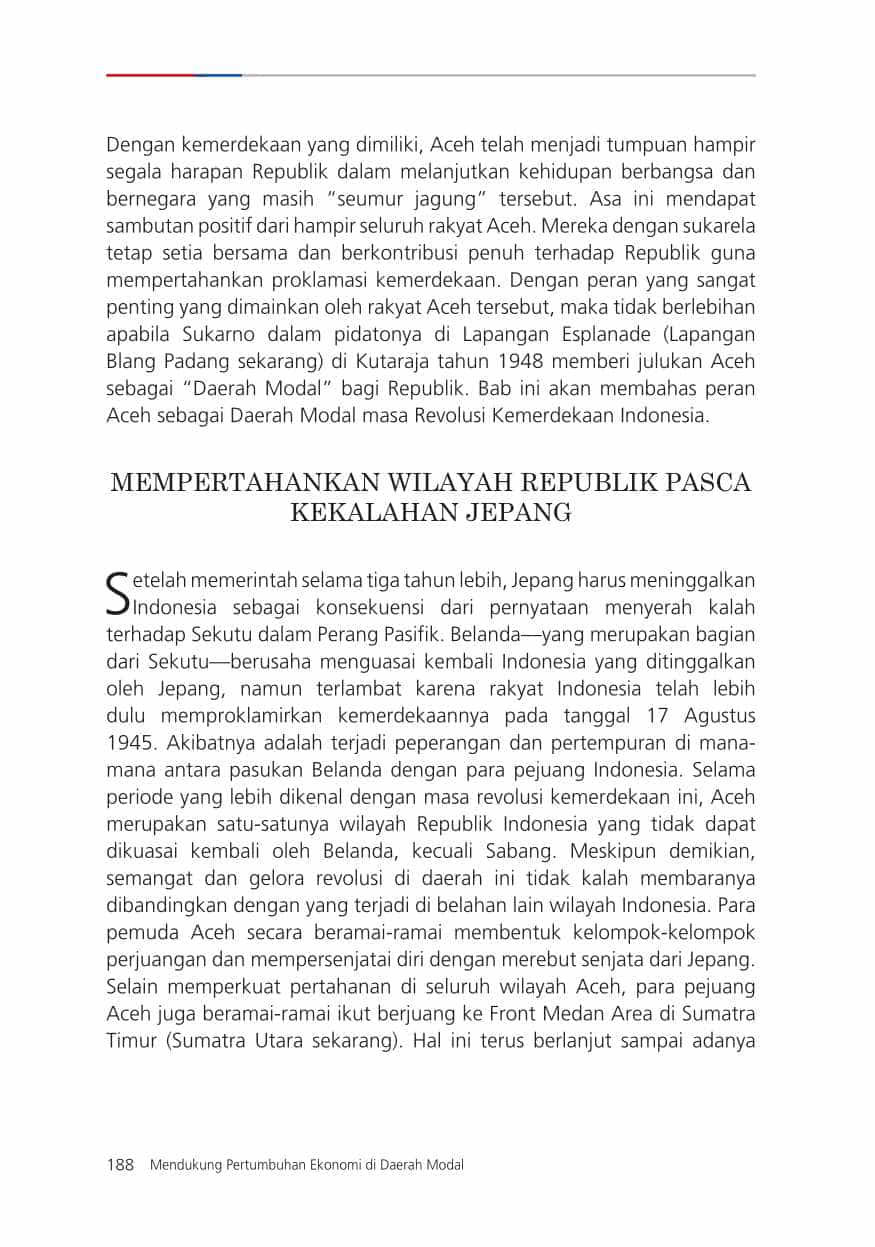 Dengan kemerdekaan yang dimiliki, Aceh telah menjadi tumpuan hampir
segala harapan Republik dalam melanjutkan kehidupan berbangsa dan
bernegara yang masih “seumur jagung” tersebut. Asa ini mendapat
sambutan positif dari hampir seluruh rakyat Aceh. Mereka dengan sukarela
tetap setia bersama dan berkontribusi penuh terhadap Republik guna
mempertahankan proklamasi kemerdekaan. Dengan peran yang sangat
penting yang dimainkan oleh rakyat Aceh tersebut, maka tidak berlebihan
apabila Sukarno dalam pidatonya di Lapangan Esplanade (Lapangan
Blang Padang sekarang) di Kutaraja tahun 1948 memberi julukan Aceh
sebagai “Daerah Modal” bagi Republik. Bab ini akan membahas peran
Aceh sebagai Daerah Modal masa Revolusi Kemerdekaan Indonesia.
MEMPERTAHANKAN WILAYAH REPUBLIK PASCA
KEKALAHAN JEPANG
Setelah memerintah selama tiga tahun lebih, Jepang harus meninggalkan
Indonesia sebagai konsekuensi dari pernyataan menyerah kalah
terhadap Sekutu dalam Perang Pasifik. Belanda—yang merupakan bagian
dari Sekutu—berusaha menguasai kembali Indonesia yang ditinggalkan
oleh Jepang, namun terlambat karena rakyat Indonesia telah lebih
dulu memproklamirkan kemerdekaannya pada tanggal 17 Agustus
1945. Akibatnya adalah terjadi peperangan dan pertempuran di mana-
mana antara pasukan Belanda dengan para pejuang Indonesia. Selama
periode yang lebih dikenal dengan masa revolusi kemerdekaan ini, Aceh
merupakan satu-satunya wilayah Republik Indonesia yang tidak dapat
dikuasai kembali oleh Belanda, kecuali Sabang. Meskipun demikian,
semangat dan gelora revolusi di daerah ini tidak kalah membaranya
dibandingkan dengan yang terjadi di belahan lain wilayah Indonesia. Para
pemuda Aceh secara beramai-ramai membentuk kelompok-kelompok
perjuangan dan mempersenjatai diri dengan merebut senjata dari Jepang.
Selain memperkuat pertahanan di seluruh wilayah Aceh, para pejuang
Aceh juga beramai-ramai ikut berjuang ke Front Medan Area di Sumatra
Timur (Sumatra Utara sekarang). Hal ini terus berlanjut sampai adanya
188 Mendukung Pertumbuhan Ekonomi di Daerah Modal